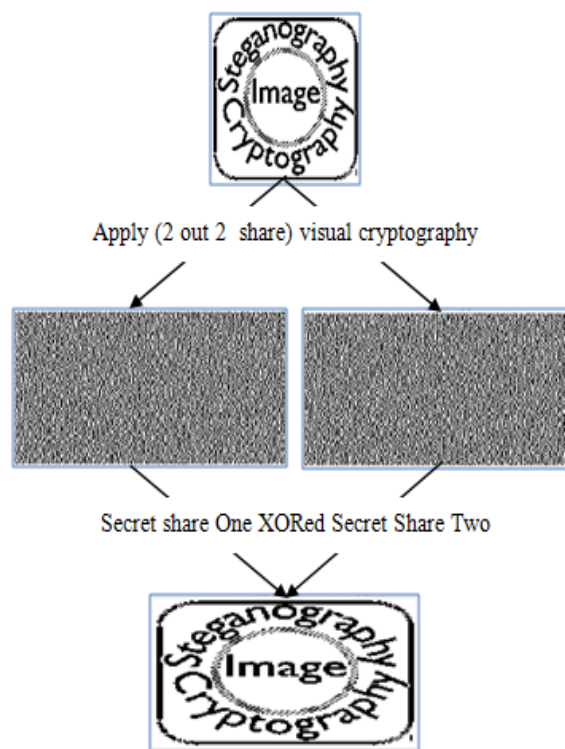 Steganography
Image
Cryptography
Apply (2 out 2 share) visual cryptography
Secret share One XORed Secret Share Two
Steganography
Image
Cryptography